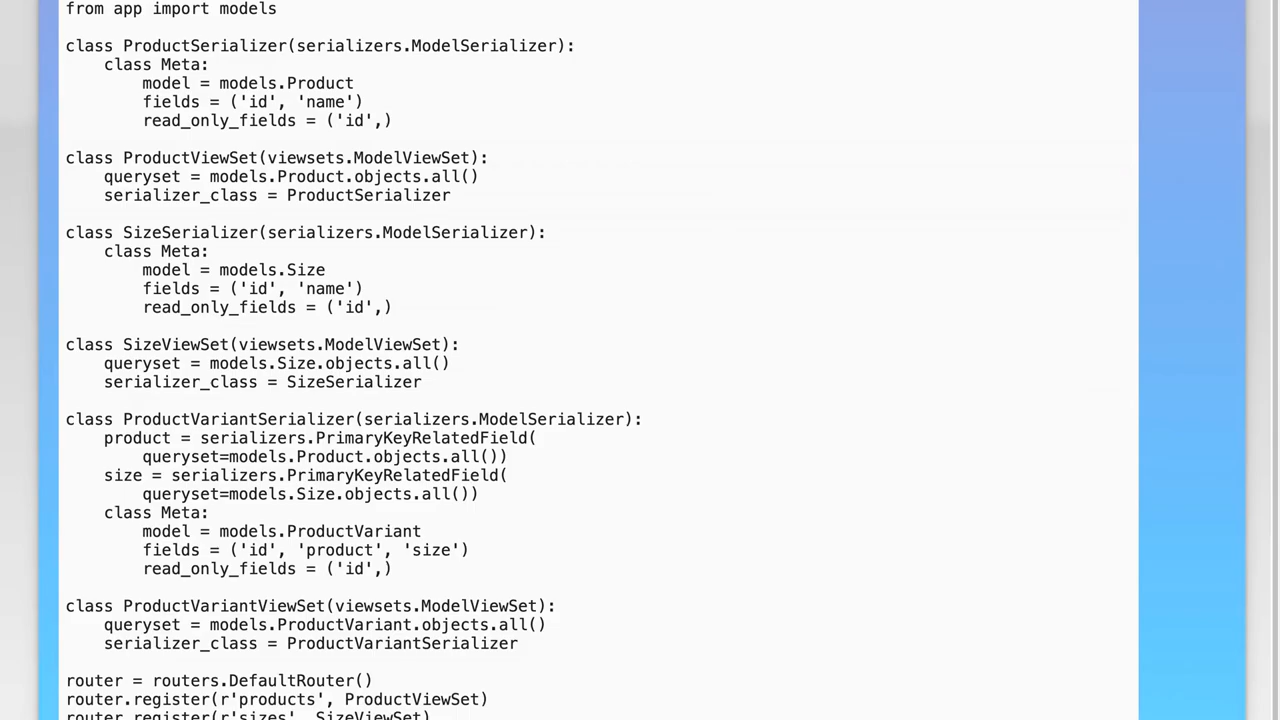 from app import models
class ProductSerializer(serializers.ModelSerializer):
    class Meta:
        model = models.Product
        fields = ('id', 'name')
        read_only_fields = ('id',)
class ProductViewSet(viewsets.ModelViewSet):
    queryset = models.Product.objects.all()
    serializer_class = ProductSerializer
class SizeSerializer(serializers.ModelSerializer):
    class Meta:
        model = models.Size
        fields = ('id', 'name')
        read_only_fields = ('id',)
class SizeViewSet(viewsets.ModelViewSet):
    queryset = models.Size.objects.all()
    serializer_class = SizeSerializer
class ProductVariantSerializer(serializers.ModelSerializer):
    product = serializers.PrimaryKeyRelatedField(
        queryset=models.Product.objects.all())
    size = serializers.PrimaryKeyRelatedField(
        queryset=models.Size.objects.all())
    class Meta:
        model = models.ProductVariant
        fields = ('id', 'product', 'size')
        read_only_fields = ('id',)
class ProductVariantViewSet(viewsets.ModelViewSet):
    queryset = models.ProductVariant.objects.all()
    serializer_class = ProductVariantSerializer
router = routers.DefaultRouter()
router.register(r'products', ProductViewSet)
router.register(r'sizes', SizeViewSet)